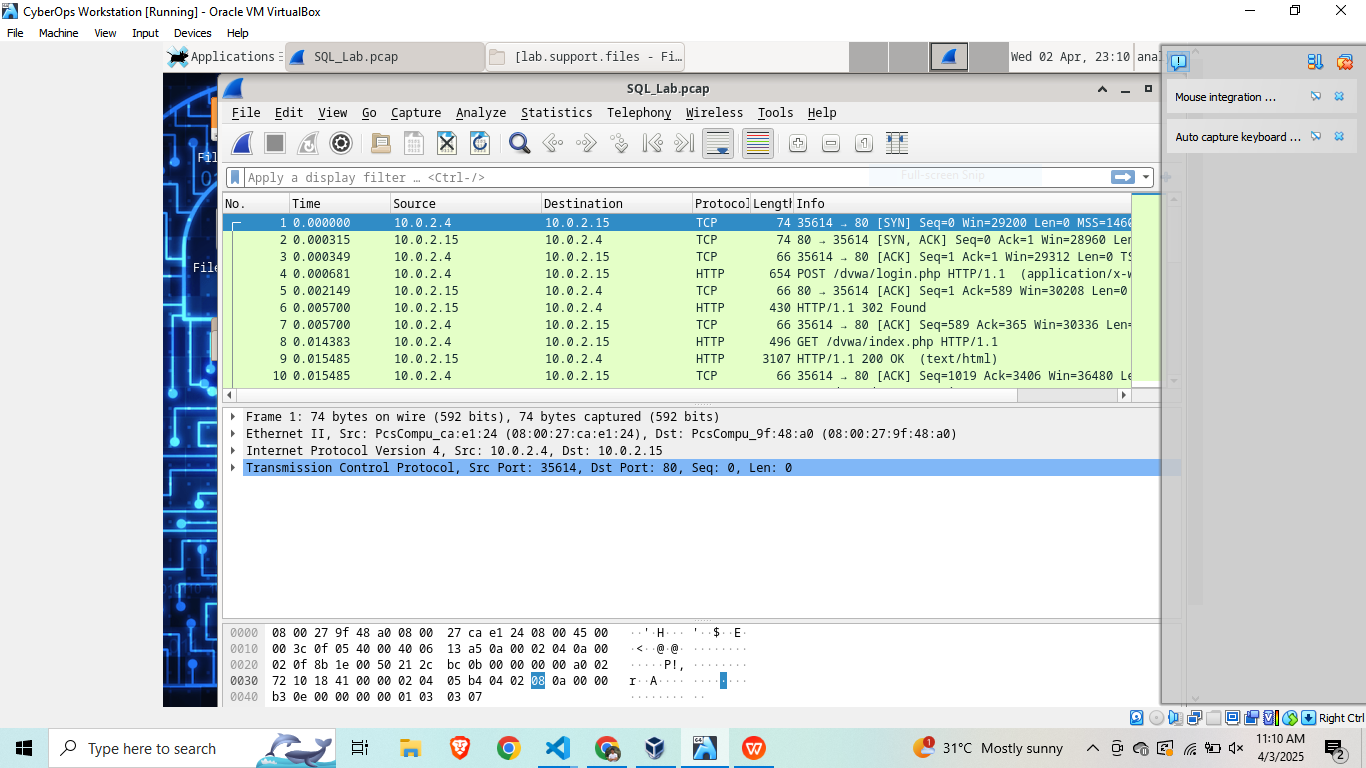 CyberOps Workstation [Running] - Oracle VM VirtualBox
File Machine View Input Devices Help
Applications SQL_Lab.pcap [lab.support.files - Fi... Wed 02 Apr, 23:10 anal
SQL_Lab.pcap
File Edit View Go Capture Analyze Statistics Telephony Wireless Tools Help
Apply a display filter … <Ctrl-/>
Full-screen Snip
No. Time Source Destination Protocol Length Info
1 0.000000 10.0.2.4 10.0.2.15 TCP 74 35614 → 80 [SYN] Seq=0 Win=29200 Len=0 MSS=1460
2 0.000315 10.0.2.15 10.0.2.4 TCP 74 80 → 35614 [SYN, ACK] Seq=0 Ack=1 Win=28960 Len
3 0.000349 10.0.2.4 10.0.2.15 TCP 66 35614 → 80 [ACK] Seq=1 Ack=1 Win=29312 Len=0 TS
4 0.000681 10.0.2.4 10.0.2.15 HTTP 654 POST /dvwa/login.php HTTP/1.1 (application/x-w
5 0.002149 10.0.2.15 10.0.2.4 TCP 66 80 → 35614 [ACK] Seq=1 Ack=589 Win=30208 Len=0
6 0.005700 10.0.2.15 10.0.2.4 HTTP 430 HTTP/1.1 302 Found
7 0.005700 10.0.2.4 10.0.2.15 TCP 66 35614 → 80 [ACK] Seq=589 Ack=365 Win=30336 Len=
8 0.014383 10.0.2.4 10.0.2.15 HTTP 496 GET /dvwa/index.php HTTP/1.1
9 0.015485 10.0.2.15 10.0.2.4 HTTP 3107 HTTP/1.1 200 OK (text/html)
10 0.015485 10.0.2.4 10.0.2.15 TCP 66 35614 → 80 [ACK] Seq=1019 Ack=3406 Win=36480 Le
Frame 1: 74 bytes on wire (592 bits), 74 bytes captured (592 bits)
Ethernet II, Src: PcsCompu_ca:e1:24 (08:00:27:ca:e1:24), Dst: PcsCompu_9f:48:a0 (08:00:27:9f:48:a0)
Internet Protocol Version 4, Src: 10.0.2.4, Dst: 10.0.2.15
Transmission Control Protocol, Src Port: 35614, Dst Port: 80, Seq: 0, Len: 0
0000 08 00 27 9f 48 a0 08 00 27 ca e1 24 08 00 45 00 ··'·H··· '··$··E·
0010 00 3c 0f 05 40 00 40 06 13 a5 0a 00 02 04 0a 00 ·<··@·@· ········
0020 02 0f 8b 1e 00 50 21 2c bc 0b 00 00 00 00 a0 02 ·····P!, ········
0030 72 10 18 41 00 00 02 04 05 b4 04 02 08 0a 00 00 r··A···· ········
0040 b3 0e 00 00 00 00 01 03 03 07 ········ ··
Mouse integration ...
Auto capture keyboard ...
Right Ctrl
Type here to search
31°C Mostly sunny
11:10 AM
4/3/2025
2